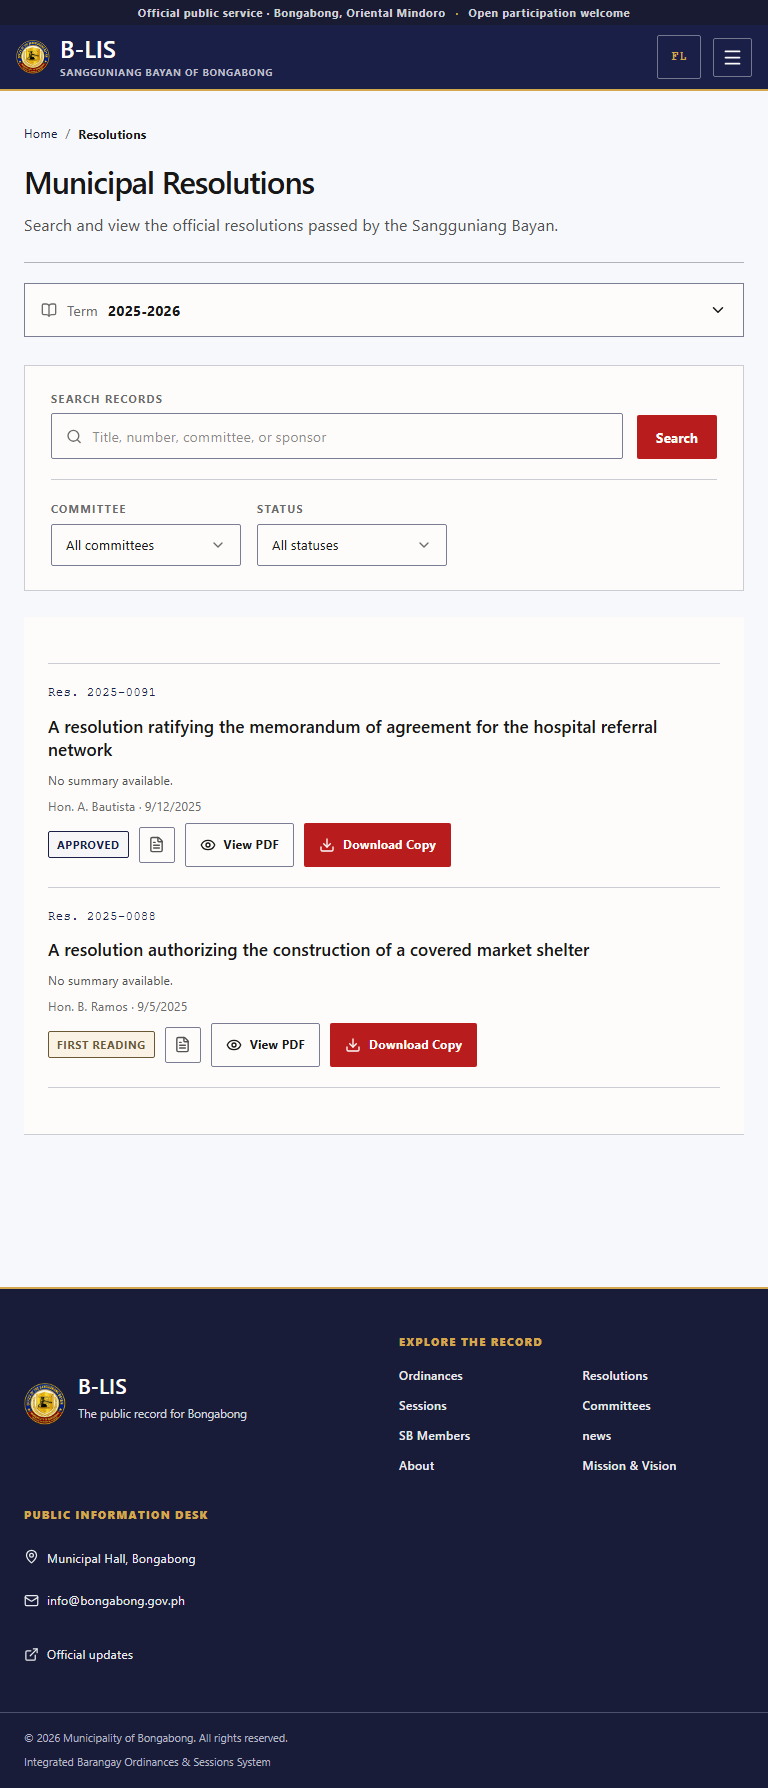 Official public service · Bongabong, Oriental Mindoro · Open participation welcome
B-LIS
SANGGUNIANG BAYAN OF BONGABONG
FL
Home / Resolutions
Municipal Resolutions
Search and view the official resolutions passed by the Sangguniang Bayan.
Term 2025-2026
SEARCH RECORDS
Title, number, committee, or sponsor
Search
COMMITTEE STATUS
All committees All statuses
Res. 2025-0091
A resolution ratifying the memorandum of agreement for the hospital referral
network
No summary available.
Hon. A. Bautista · 9/12/2025
APPROVED View PDF Download Copy
Res. 2025-0088
A resolution authorizing the construction of a covered market shelter
No summary available.
Hon. B. Ramos · 9/5/2025
FIRST READING View PDF Download Copy
B-LIS
The public record for Bongabong
EXPLORE THE RECORD
Ordinances Resolutions
Sessions Committees
SB Members news
About Mission & Vision
PUBLIC INFORMATION DESK
Municipal Hall, Bongabong
info@bongabong.gov.ph
Official updates
© 2026 Municipality of Bongabong. All rights reserved.
Integrated Barangay Ordinances & Sessions System